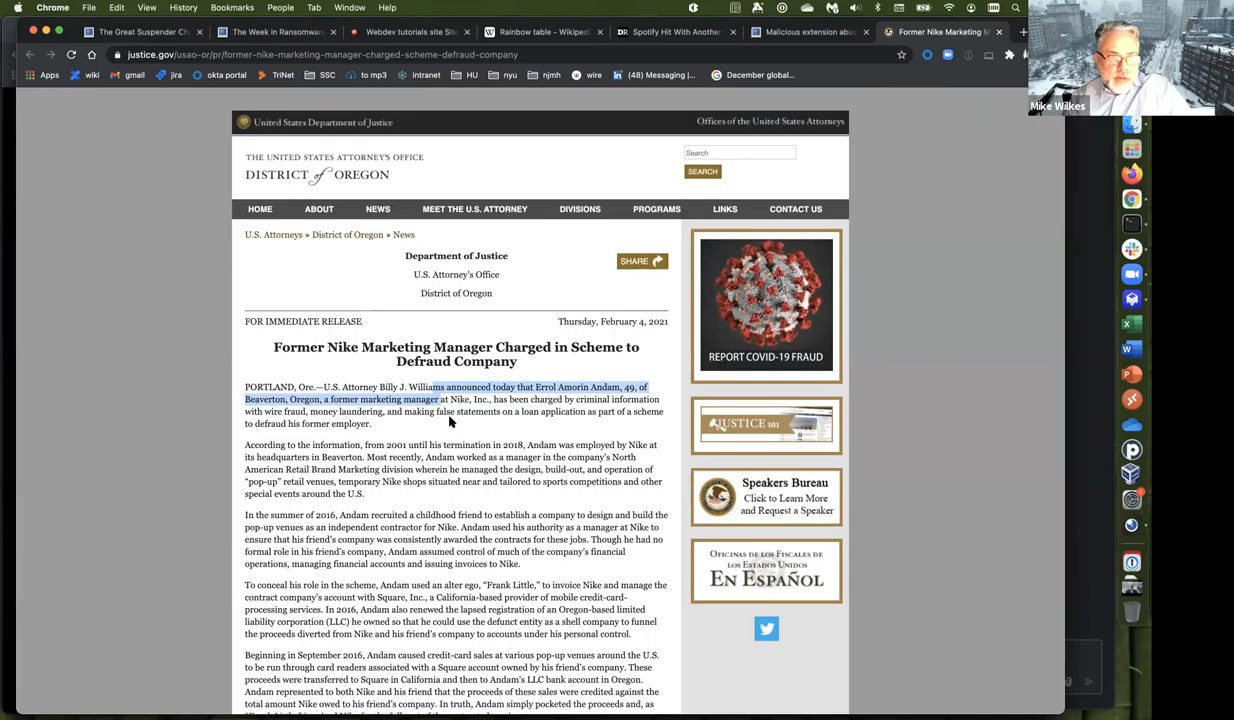 Chrome File Edit View History Bookmarks People Tab Window Help
The Great Suspender Ch
The Week in Ransomware
Webdev tutorials site Sit
Rainbow table - Wikipedi
Spotify Hit With Another
Malicious extension abus
Former Nike Marketing M
justice.gov/usao-or/pr/former-nike-marketing-manager-charged-scheme-defraud-company
Apps wiki gmail jira okta portal TriNet SSC to mp3 intranet HU nyu njmh wire (48) Messaging |... December global...
Mike Wilkes
United States Department of Justice
Offices of the United States Attorneys
THE UNITED STATES ATTORNEY'S OFFICE
DISTRICT of OREGON
Search
SEARCH
HOME ABOUT NEWS MEET THE U.S. ATTORNEY DIVISIONS PROGRAMS LINKS CONTACT US
U.S. Attorneys » District of Oregon » News
Department of Justice
SHARE
U.S. Attorney's Office
District of Oregon
FOR IMMEDIATE RELEASE
Thursday, February 4, 2021
Former Nike Marketing Manager Charged in Scheme to
Defraud Company
PORTLAND, Ore.—U.S. Attorney Billy J. Williams announced today that Errol Amorin Andam, 49, of
Beaverton, Oregon, a former marketing manager at Nike, Inc., has been charged by criminal information
with wire fraud, money laundering, and making false statements on a loan application as part of a scheme
to defraud his former employer.
According to the information, from 2001 until his termination in 2018, Andam was employed by Nike at
its headquarters in Beaverton. Most recently, Andam worked as a manager in the company's North
American Retail Brand Marketing division wherein he managed the design, build-out, and operation of
"pop-up" retail venues, temporary Nike shops situated near and tailored to sports competitions and other
special events around the U.S.
In the summer of 2016, Andam recruited a childhood friend to establish a company to design and build the
pop-up venues as an independent contractor for Nike. Andam used his authority as a manager at Nike to
ensure that his friend's company was consistently awarded the contracts for these jobs. Though he had no
formal role in his friend's company, Andam assumed control of much of the company's financial
operations, managing financial accounts and issuing invoices to Nike.
To conceal his role in the scheme, Andam used an alter ego, "Frank Little," to invoice Nike and manage the
contract company's account with Square, Inc., a California-based provider of mobile credit-card-
processing services. In 2016, Andam also renewed the lapsed registration of an Oregon-based limited
liability corporation (LLC) he owned so that he could use the defunct entity as a shell company to funnel
the proceeds diverted from Nike and his friend's company to accounts under his personal control.
Beginning in September 2016, Andam caused credit-card sales at various pop-up venues around the U.S.
to be run through card readers associated with a Square account owned by his friend's company. These
proceeds were transferred to Square in California and then to Andam's LLC bank account in Oregon.
Andam represented to both Nike and his friend that the proceeds of these sales were credited against the
total amount Nike owed to his friend's company. In truth, Andam simply pocketed the proceeds and, as
REPORT COVID-19 FRAUD
JUSTICE 101
Speakers Bureau
Click to Learn More
and Request a Speaker
OFICINAS DE LOS FISCALES DE
LOS ESTADOS UNIDOS
EN ESPAÑOL